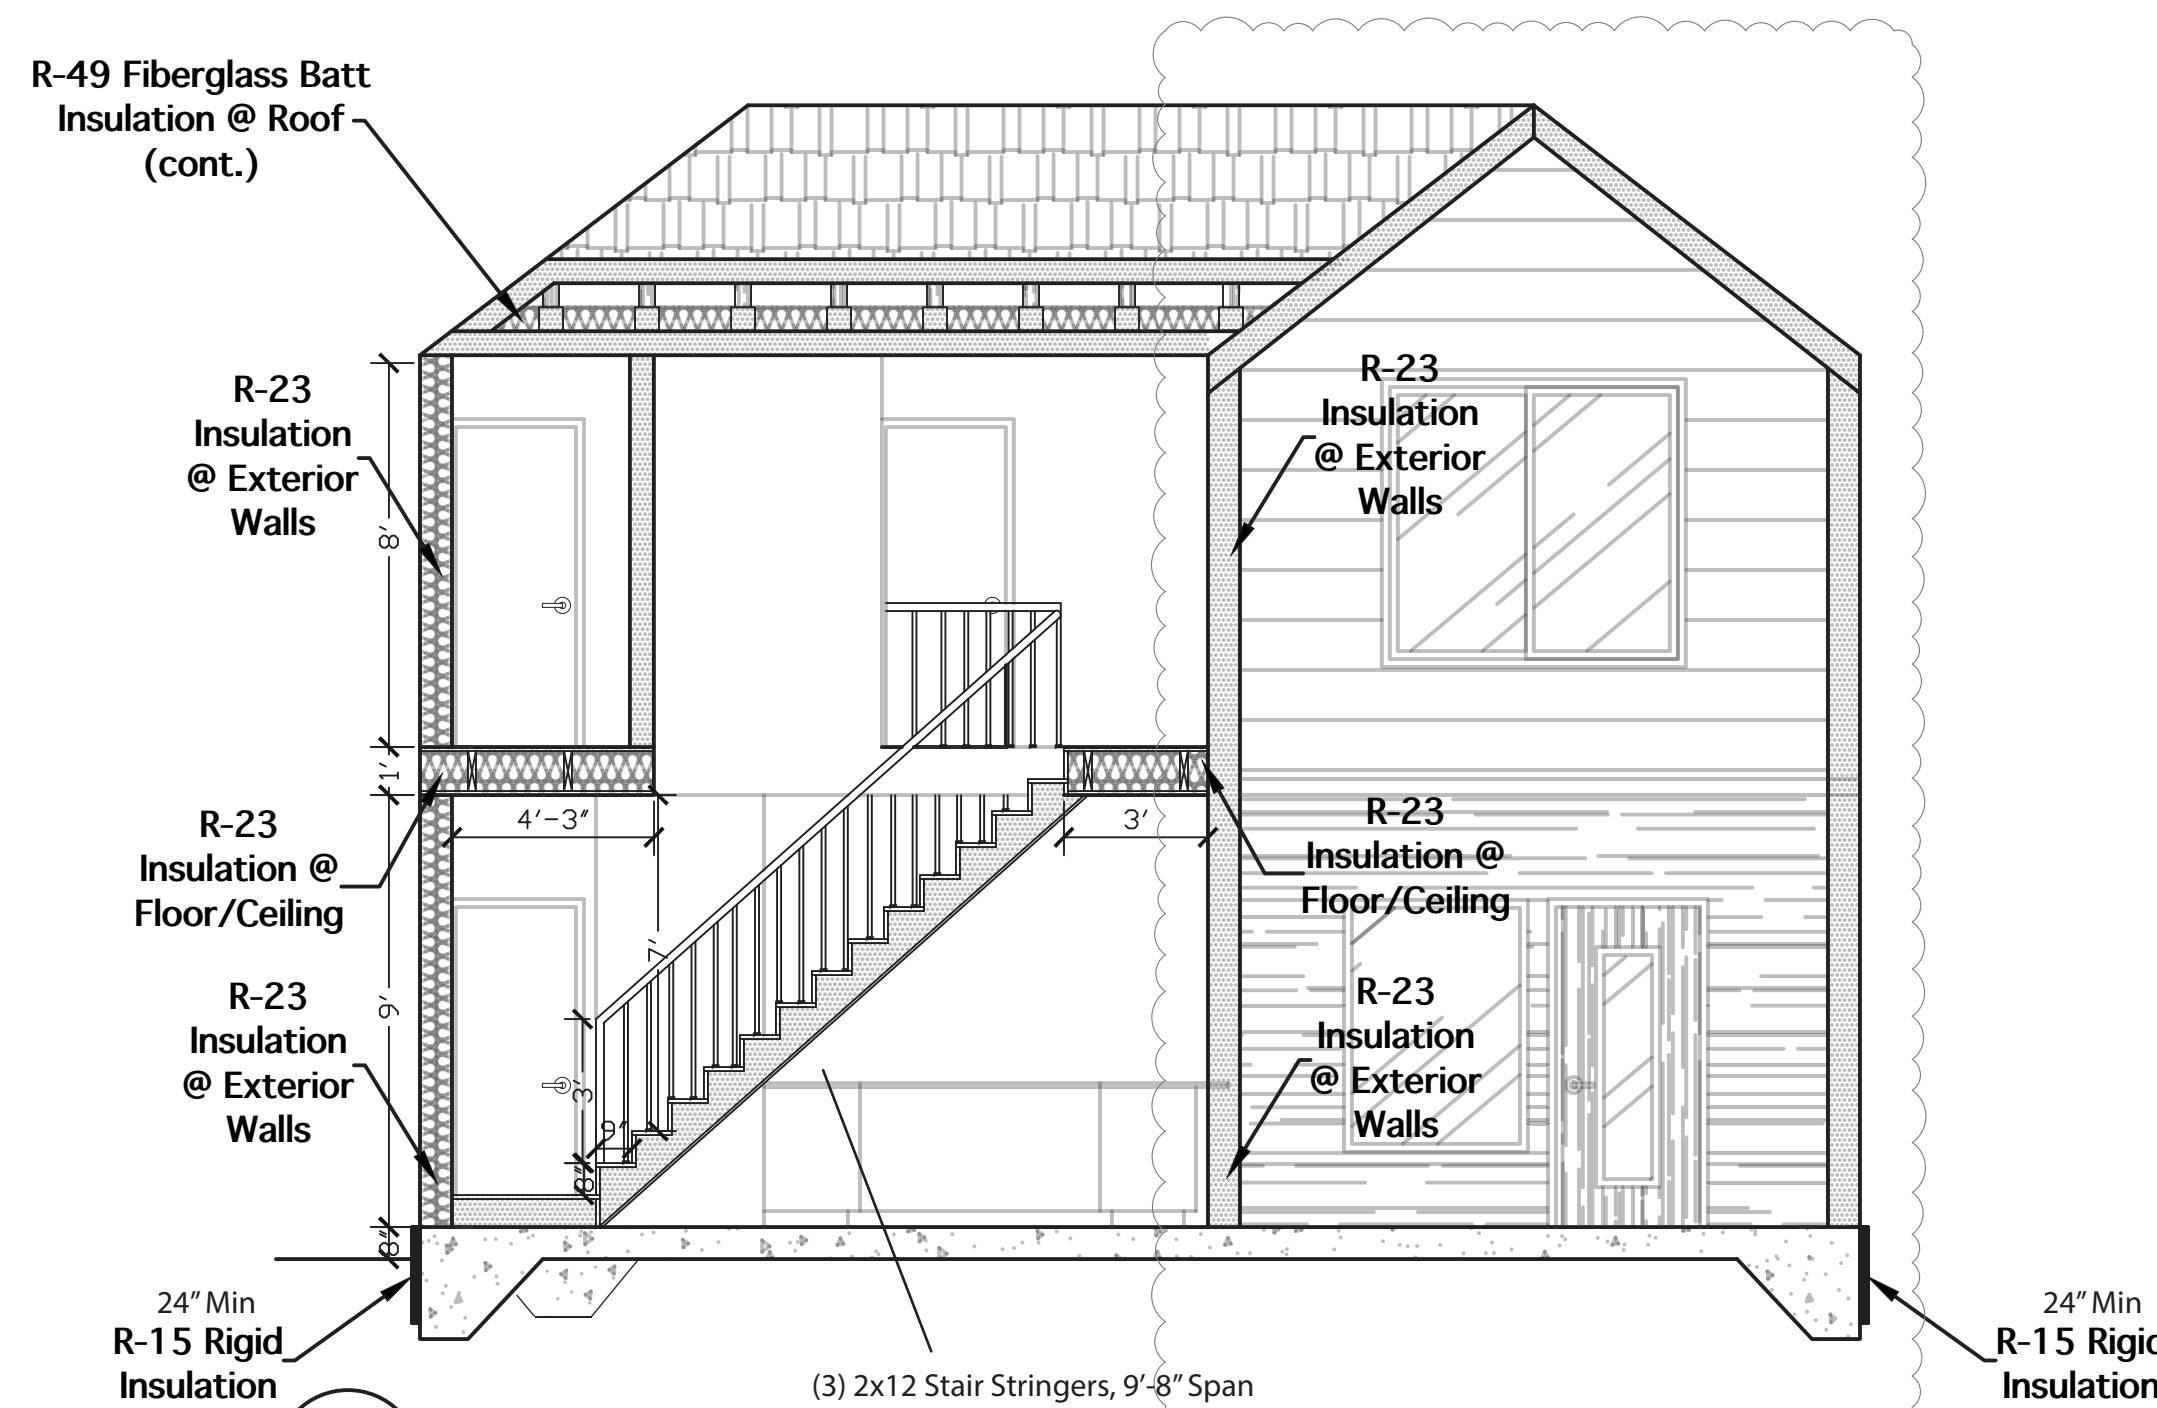 R-49 Fiberglass Batt
Insulation @ Roof
(cont.)
R-23
Insulation
@ Exterior
Walls
R-23
Insulation
@ Exterior
Walls
8'
1'
4'-3"
3'
R-23
Insulation @
Floor/Ceiling
R-23
Insulation @
Floor/Ceiling
7'
9'
R-23
Insulation
@ Exterior
Walls
R-23
Insulation
@ Exterior
Walls
3'
9"
8"
8"
24" Min
R-15 Rigid
Insulation
24" Min
R-15 Rigid
Insulation
(3) 2x12 Stair Stringers, 9'-8" Span